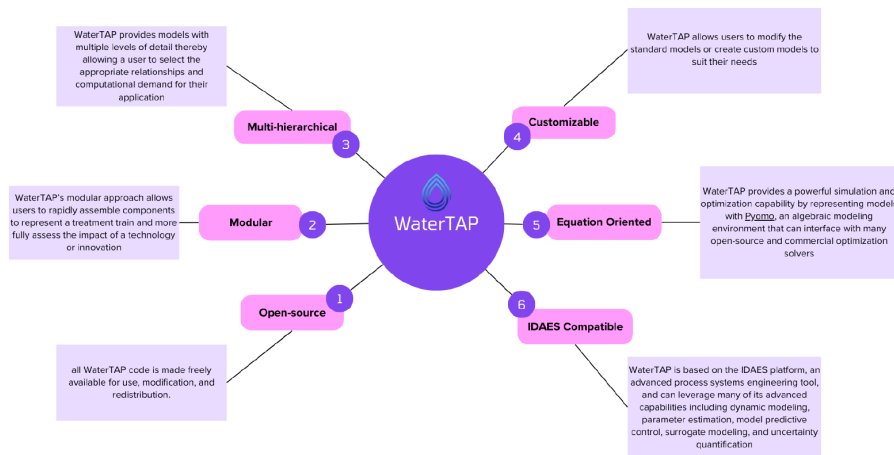 WaterTAP provides models with
multiple levels of detail thereby
allowing a user to select the
appropriate relationships and
computational demand for their
application
WaterTAP allows users to modify the
standard models or create custom models to
suit their needs
Multi-hierarchical
3
Customizable
4
WaterTAP's modular approach allows
users to rapidly assemble components
to represent a treatment train and more
fully assess the impact of a technology
or innovation
Modular
2
WaterTAP
5
Equation Oriented
WaterTAP provides a powerful simulation and
optimization capability by representing models
with Pyomo, an algebraic modeling
environment that can interface with many
open-source and commercial optimization
solvers
1
Open-source
6
IDAES Compatible
all WaterTAP code is made freely
available for use, modification, and
redistribution.
WaterTAP is based on the IDAES platform, an
advanced process systems engineering tool,
and can leverage many of its advanced
capabilities including dynamic modeling,
parameter estimation, model predictive
control, surrogate modeling, and uncertainty
quantification